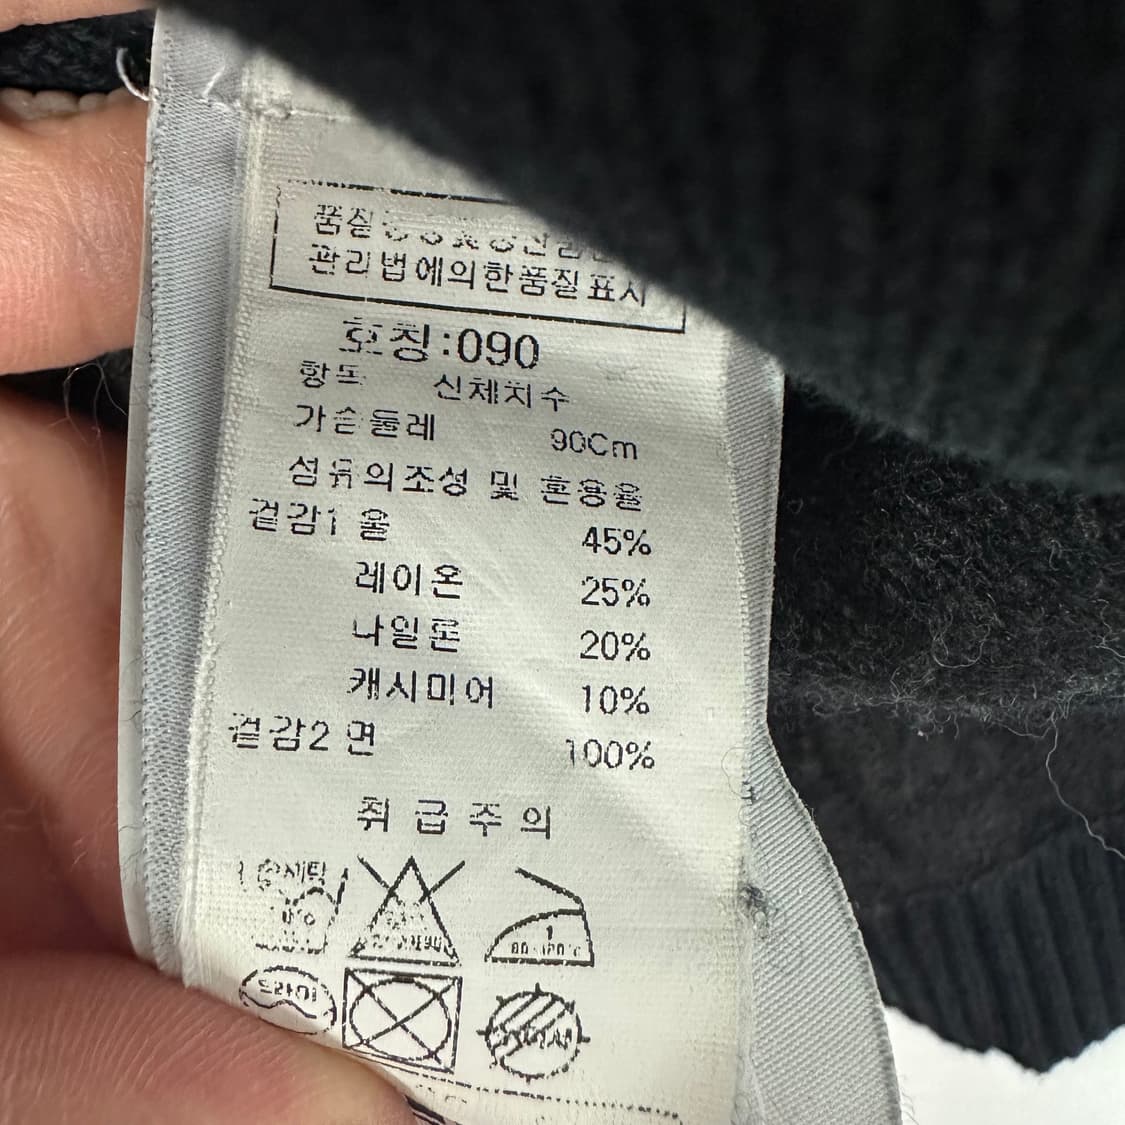 품질
관리법에의한품질표시
호칭:090
항목 신체치수
가슴둘레 90Cm
섬유의조성 및 혼용율
겉감1 울 45%
레이온 25%
나일론 20%
캐시미어 10%
겉감2 면 100%
취급주의
드라이